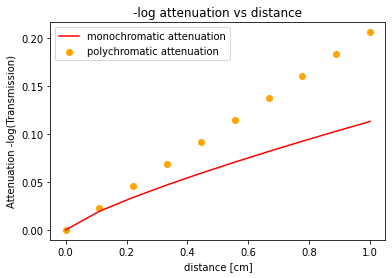 -log attenuation vs distance
monochromatic attenuation
polychromatic attenuation
Attenuation -log(Transmission)
0.20
0.15
0.10
0.05
0.00
0.0 0.2 0.4 0.6 0.8 1.0
distance [cm]